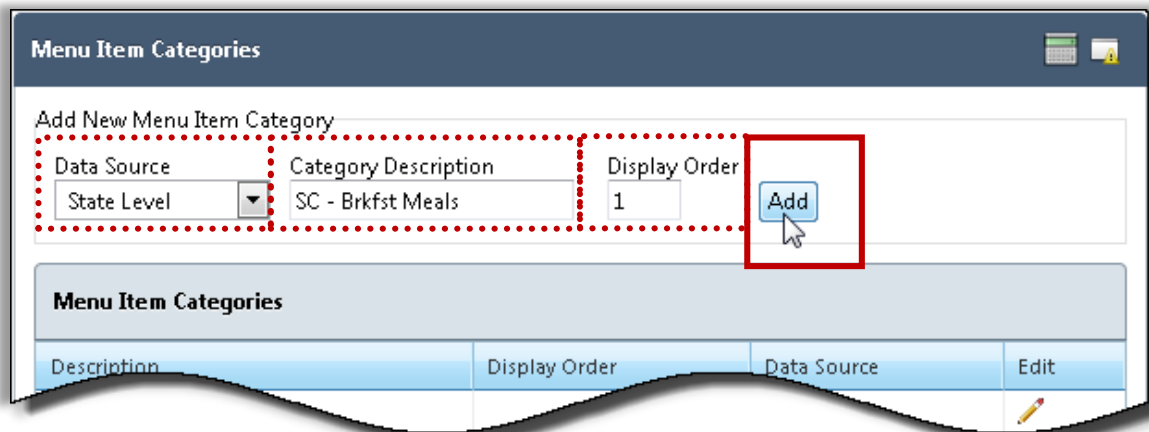 Menu Item Categories
Add New Menu Item Category
Data Source Category Description Display Order
State Level SC - Brkfst Meals 1 Add
Menu Item Categories
Description Display Order Data Source Edit